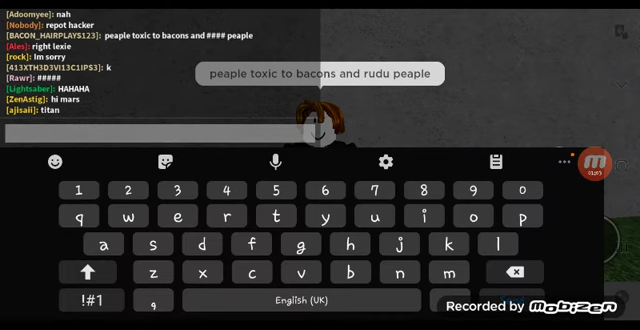 [Adoomyee]: nah
[Nobody]: repot hacker
[BACON_HAIRPLAYS123]: peaple toxic to bacons and #### peaple
[Ales]: right lexie
[rock]: Im sorry
[413XTH3D3VI13C1IPS3]: k
[Rawr]: #####
[Lightsaber]: HAHAHA
[ZenAstig]: hi mars
[ajisaii]: titan
peaple toxic to bacons and rudu peaple
1 2 3 4 5 6 7 8 9 0
q w e r t y u i o p
a s d f g h j k l
z x c v b n m
!#1 , English (UK)
Recorded by mobizen